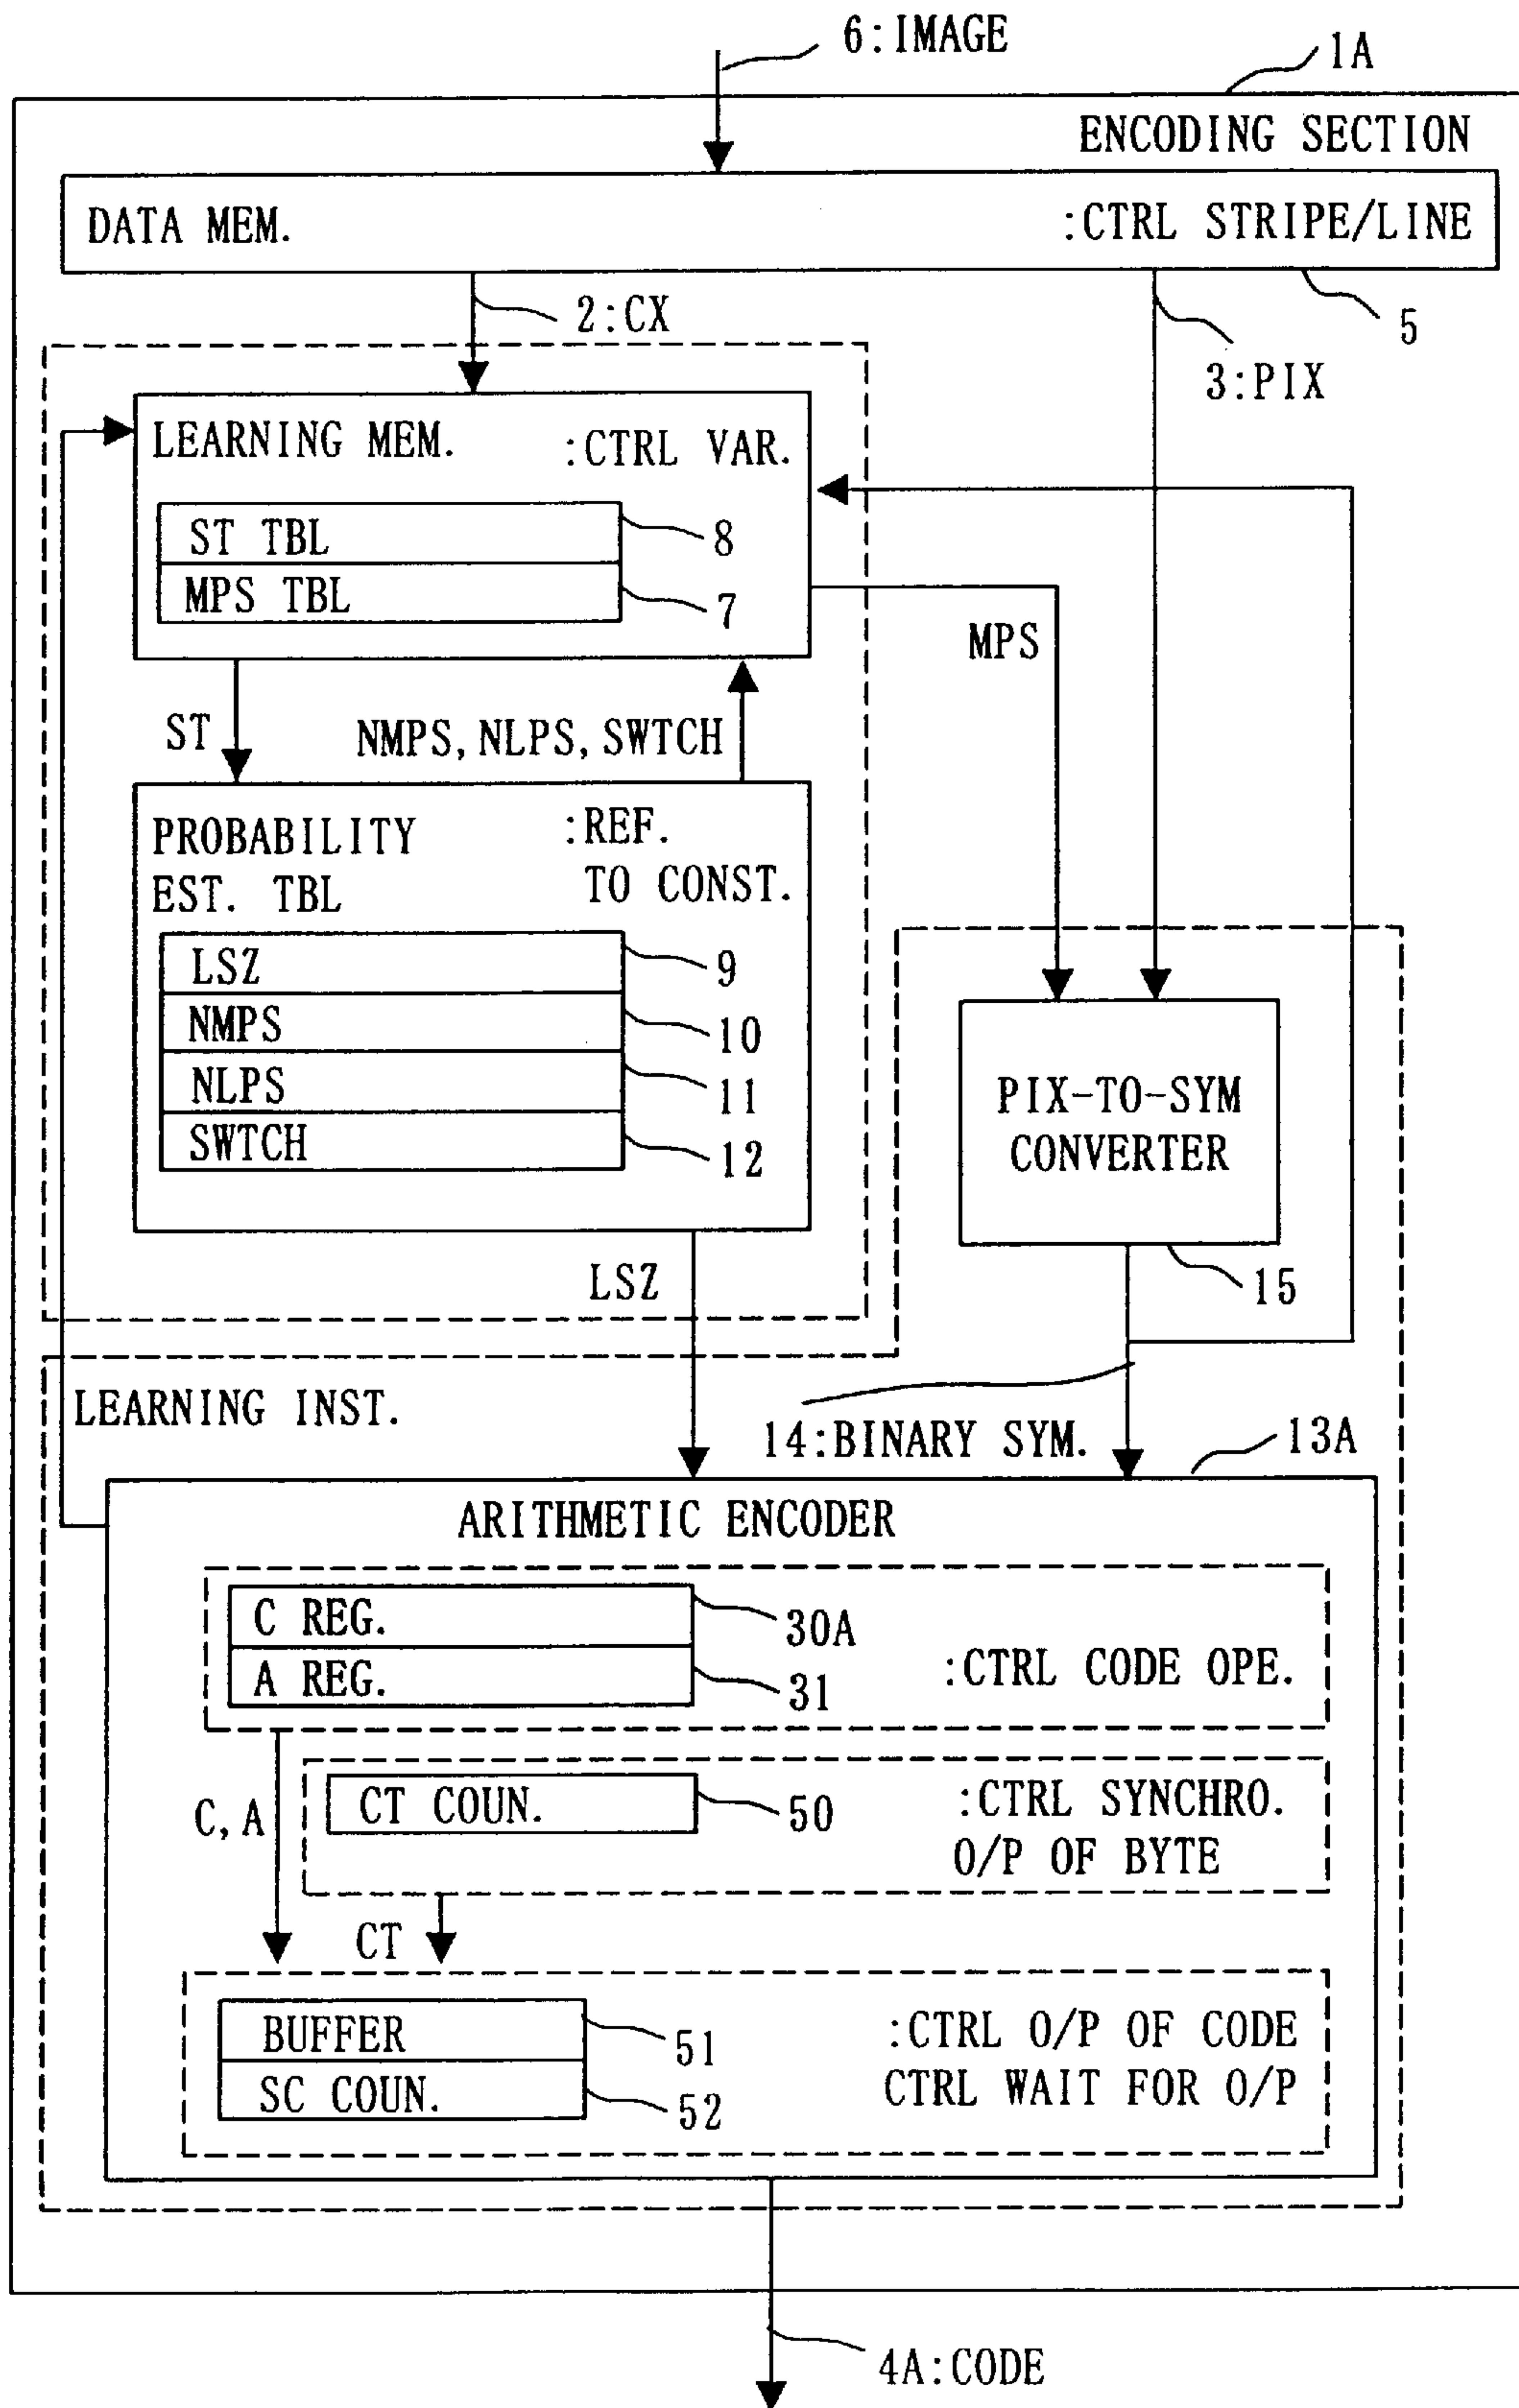 6:IMAGE
1A
ENCODING SECTION
DATA MEM.
:CTRL STRIPE/LINE
2:CX
3:PIX
5
LEARNING MEM.
:CTRL VAR.
ST TBL
8
MPS TBL
7
MPS
ST
NMPS, NLPS, SWTCH
PROBABILITY
EST. TBL
:REF.
TO CONST.
LSZ
9
NMPS
10
NLPS
11
SWTCH
12
PIX-TO-SYM
CONVERTER
15
LSZ
LEARNING INST.
14:BINARY SYM.
13A
ARITHMETIC ENCODER
C REG.
30A
A REG.
31
:CTRL CODE OPE.
C, A
CT COUN.
50
:CTRL SYNCHRO.
O/P OF BYTE
CT
BUFFER
51
SC COUN.
52
:CTRL O/P OF CODE
CTRL WAIT FOR O/P
4A:CODE